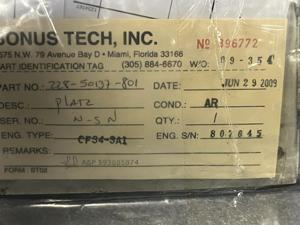 BONUS TECH, INC. No 396772
575 N.W. 79 Avenue Bay D • Miami, Florida 33166
PART IDENTIFICATION TAG (305) 884-6670 W/O: 09-354
PART NO: 228-50137-801 DATE: JUN 29 2009
DESC: PLATE COND: AR
SER. NO: N-SN QTY: 1
ENG. TYPE: CF34-3A1 ENG. S/N: 807645
REMARKS:
FORM: BT02